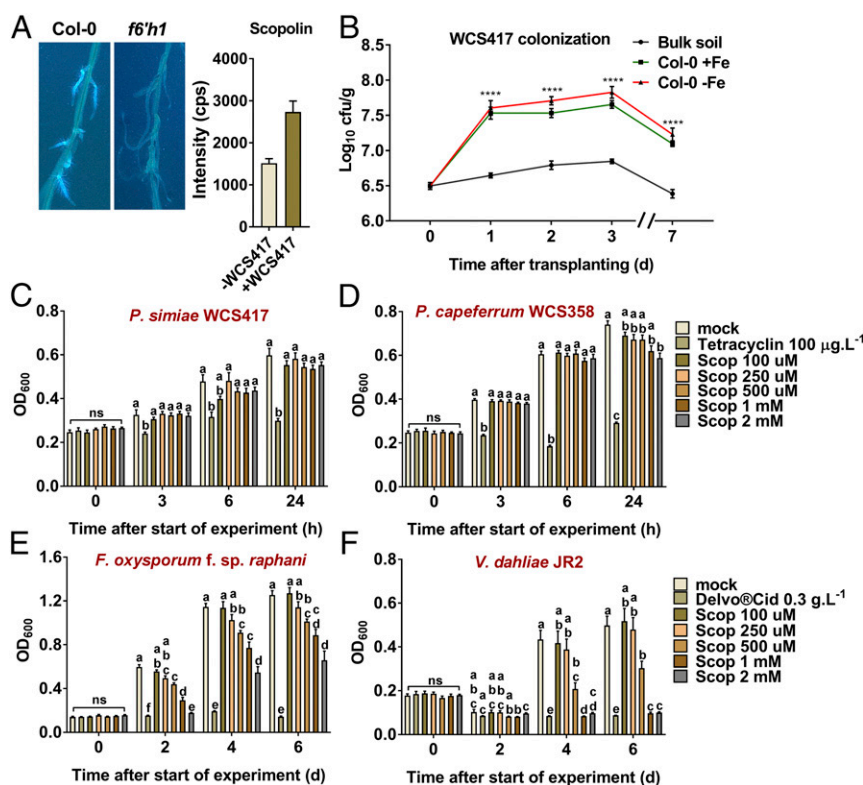 A
Col-0
f6'h1
Scopolin
Intensity (cps)
4000
3000
2000
1000
0
-WCS417
+WCS417
B
WCS417 colonization
Bulk soil
Col-0 +Fe
Col-0 -Fe
Log10 cfu/g
8.5
8.0
7.5
7.0
6.5
6.0
**** **** **** ****
0 1 2 3 7
Time after transplanting (d)
C
P. simiae WCS417
OD600
0.8
0.6
0.4
0.2
0.0
ns
a b a a a a a
b
a a a a a a
b b
a a a a a a
b
0 3 6 24
Time after start of experiment (h)
D
P. capeferrum WCS358
OD600
0.8
0.6
0.4
0.2
0.0
ns
a a a a a a
b
a a a a a a
b
a a a a a
b b b b b
c
0 3 6 24
Time after start of experiment (h)
mock
Tetracyclin 100 µg.L-1
Scop 100 uM
Scop 250 uM
Scop 500 uM
Scop 1 mM
Scop 2 mM
E
F. oxysporum f. sp. raphani
OD600
1.6
1.2
0.8
0.4
0.0
ns
0 2 4 6
Time after start of experiment (d)
F
V. dahliae JR2
OD600
0.8
0.6
0.4
0.2
0.0
ns
0 2 4 6
Time after start of experiment (d)
mock
Delvo®Cid 0.3 g.L-1
Scop 100 uM
Scop 250 uM
Scop 500 uM
Scop 1 mM
Scop 2 mM